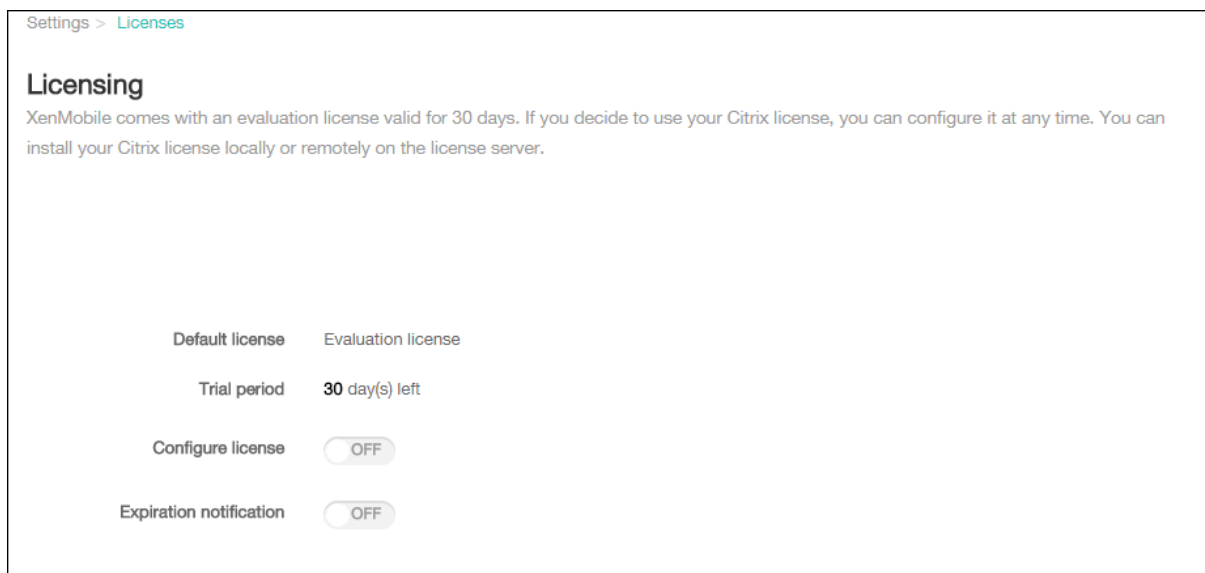 Settings > Licenses
Licensing
XenMobile comes with an evaluation license valid for 30 days. If you decide to use your Citrix license, you can configure it at any time. You can
install your Citrix license locally or remotely on the license server.
Default license Evaluation license
Trial period 30 day(s) left
Configure license OFF
Expiration notification OFF